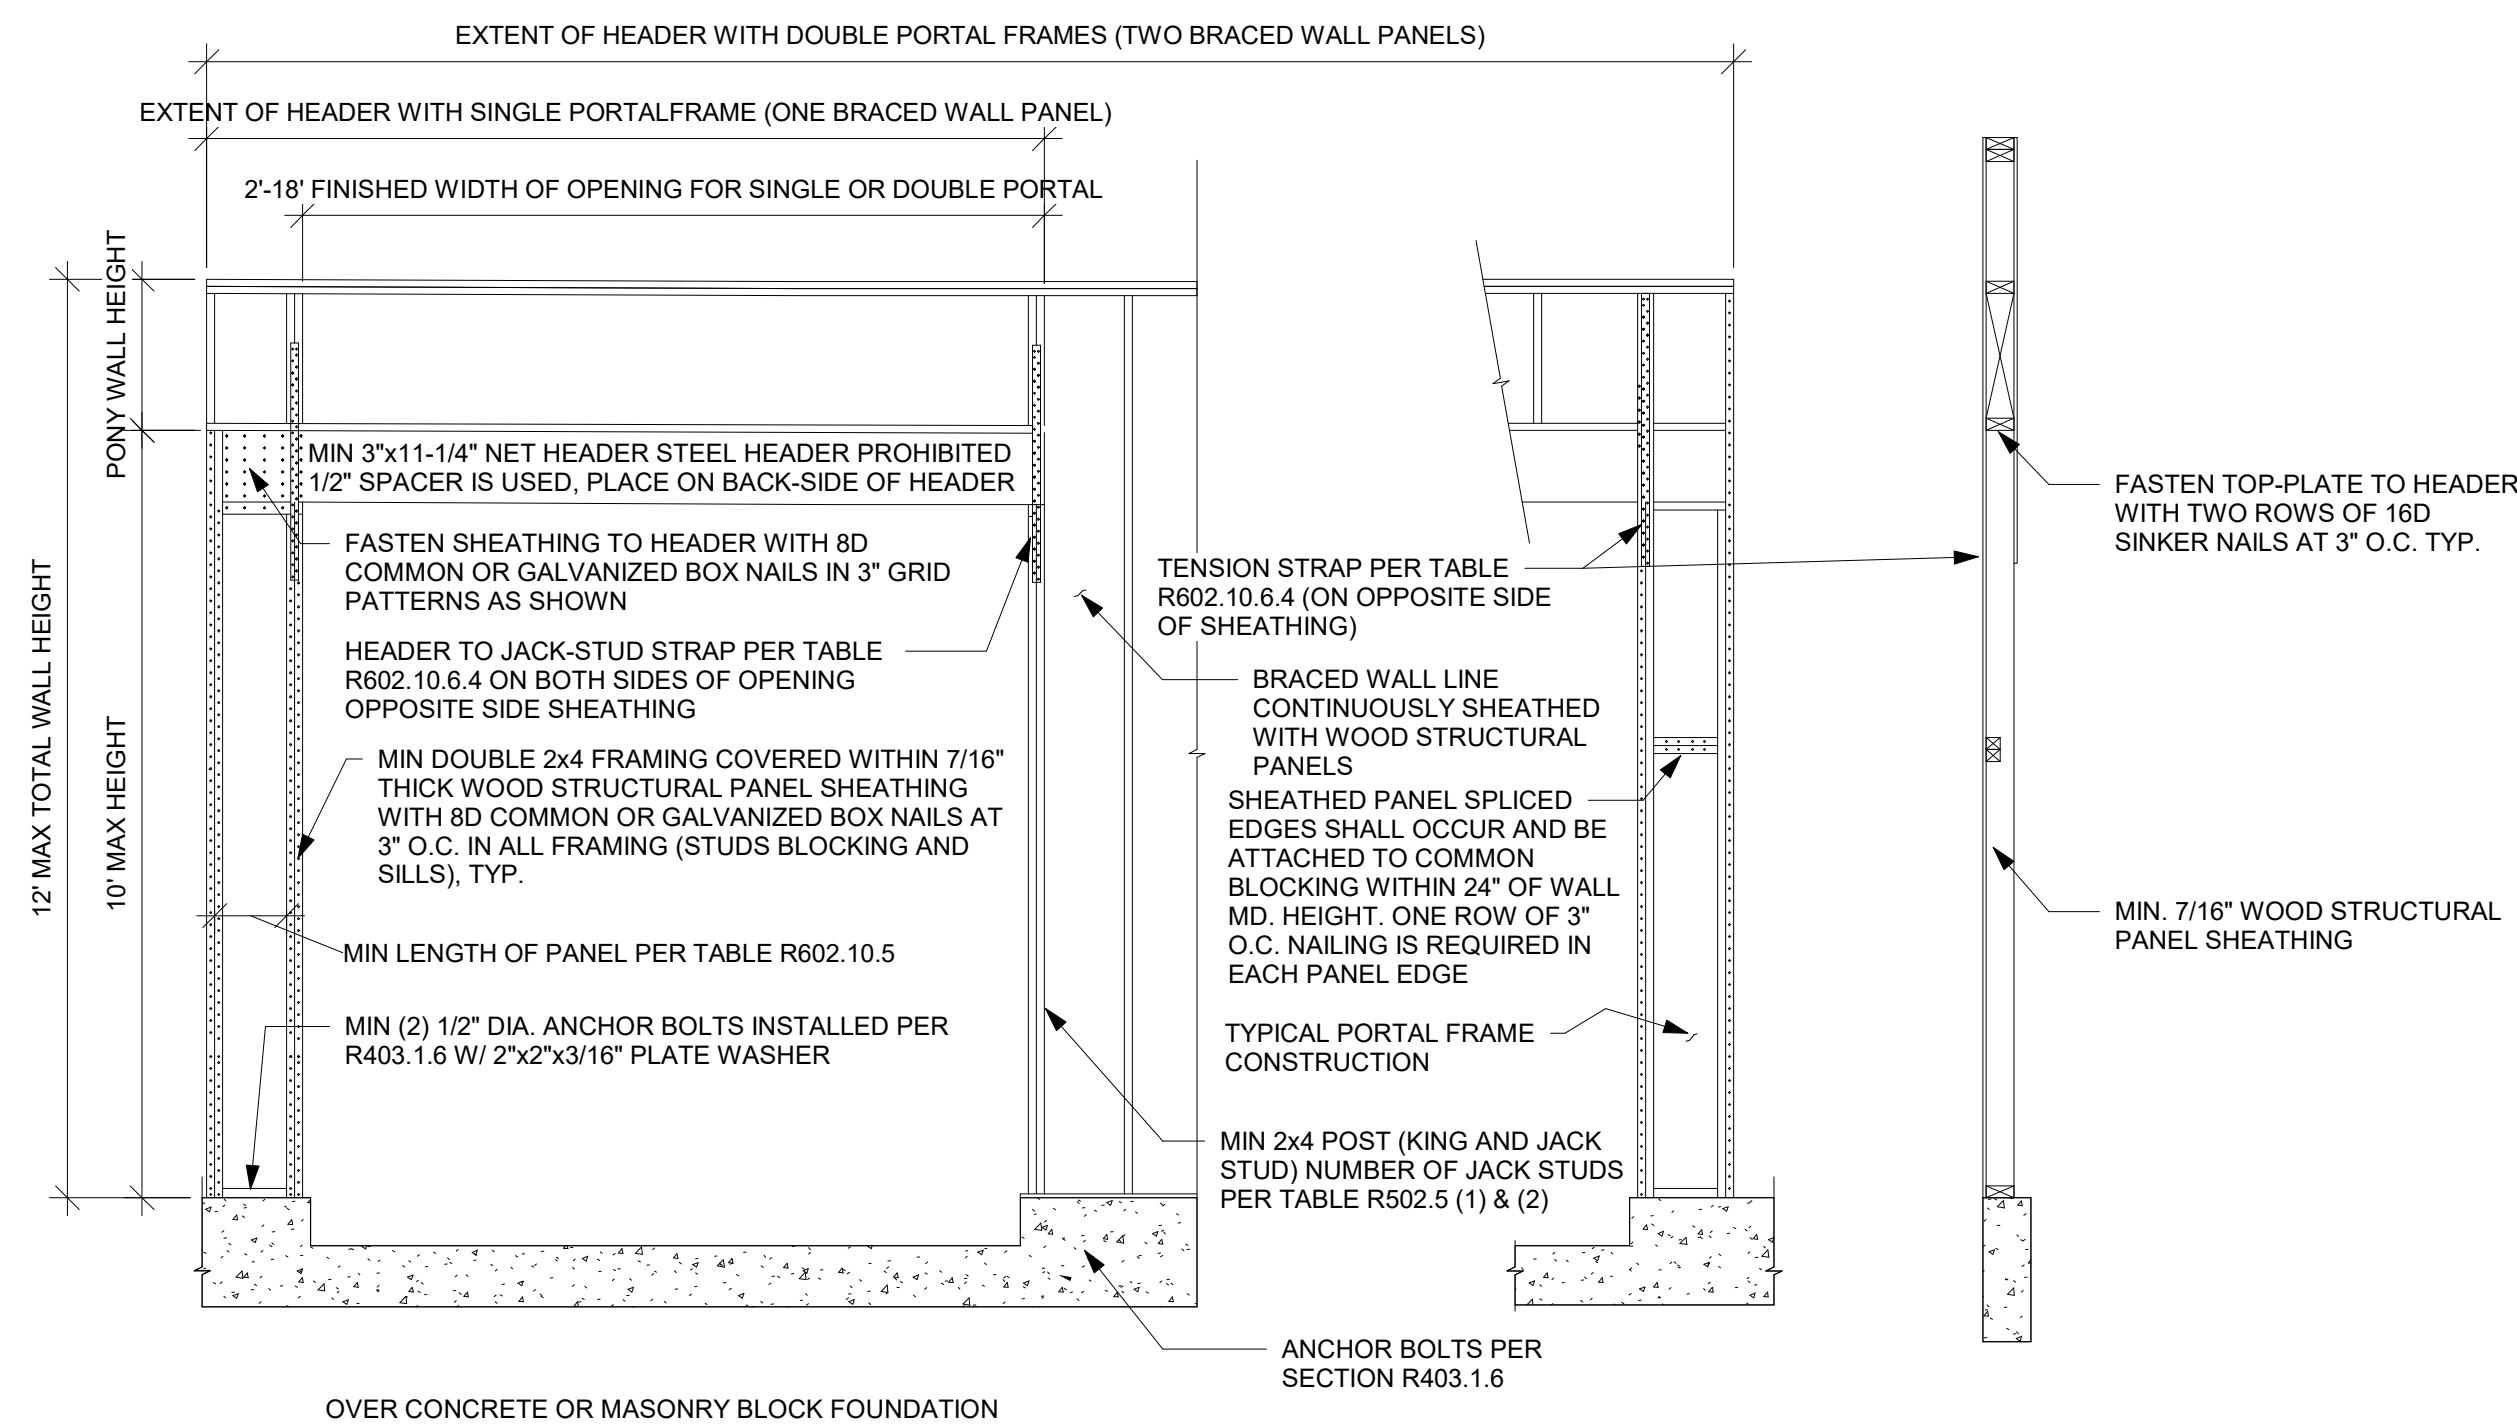 EXTENT OF HEADER WITH DOUBLE PORTAL FRAMES (TWO BRACED WALL PANELS)
EXTENT OF HEADER WITH SINGLE PORTALFRAME (ONE BRACED WALL PANEL)
2'-18' FINISHED WIDTH OF OPENING FOR SINGLE OR DOUBLE PORTAL
PONY WALL HEIGHT
12' MAX TOTAL WALL HEIGHT
10' MAX HEIGHT
MIN 3"x11-1/4" NET HEADER STEEL HEADER PROHIBITED
1/2" SPACER IS USED, PLACE ON BACK-SIDE OF HEADER
FASTEN SHEATHING TO HEADER WITH 8D
COMMON OR GALVANIZED BOX NAILS IN 3" GRID
PATTERNS AS SHOWN
HEADER TO JACK-STUD STRAP PER TABLE
R602.10.6.4 ON BOTH SIDES OF OPENING
OPPOSITE SIDE SHEATHING
MIN DOUBLE 2x4 FRAMING COVERED WITHIN 7/16"
THICK WOOD STRUCTURAL PANEL SHEATHING
WITH 8D COMMON OR GALVANIZED BOX NAILS AT
3" O.C. IN ALL FRAMING (STUDS BLOCKING AND
SILLS), TYP.
MIN LENGTH OF PANEL PER TABLE R602.10.5
MIN (2) 1/2" DIA. ANCHOR BOLTS INSTALLED PER
R403.1.6 W/ 2"x2"x3/16" PLATE WASHER
TENSION STRAP PER TABLE
R602.10.6.4 (ON OPPOSITE SIDE
OF SHEATHING)
BRACED WALL LINE
CONTINUOUSLY SHEATHED
WITH WOOD STRUCTURAL
PANELS
SHEATHED PANEL SPLICED
EDGES SHALL OCCUR AND BE
ATTACHED TO COMMON
BLOCKING WITHIN 24" OF WALL
MD. HEIGHT. ONE ROW OF 3"
O.C. NAILING IS REQUIRED IN
EACH PANEL EDGE
TYPICAL PORTAL FRAME
CONSTRUCTION
MIN 2x4 POST (KING AND JACK
STUD) NUMBER OF JACK STUDS
PER TABLE R502.5 (1) & (2)
ANCHOR BOLTS PER
SECTION R403.1.6
FASTEN TOP-PLATE TO HEADER
WITH TWO ROWS OF 16D
SINKER NAILS AT 3" O.C. TYP.
MIN. 7/16" WOOD STRUCTURAL
PANEL SHEATHING
OVER CONCRETE OR MASONRY BLOCK FOUNDATION